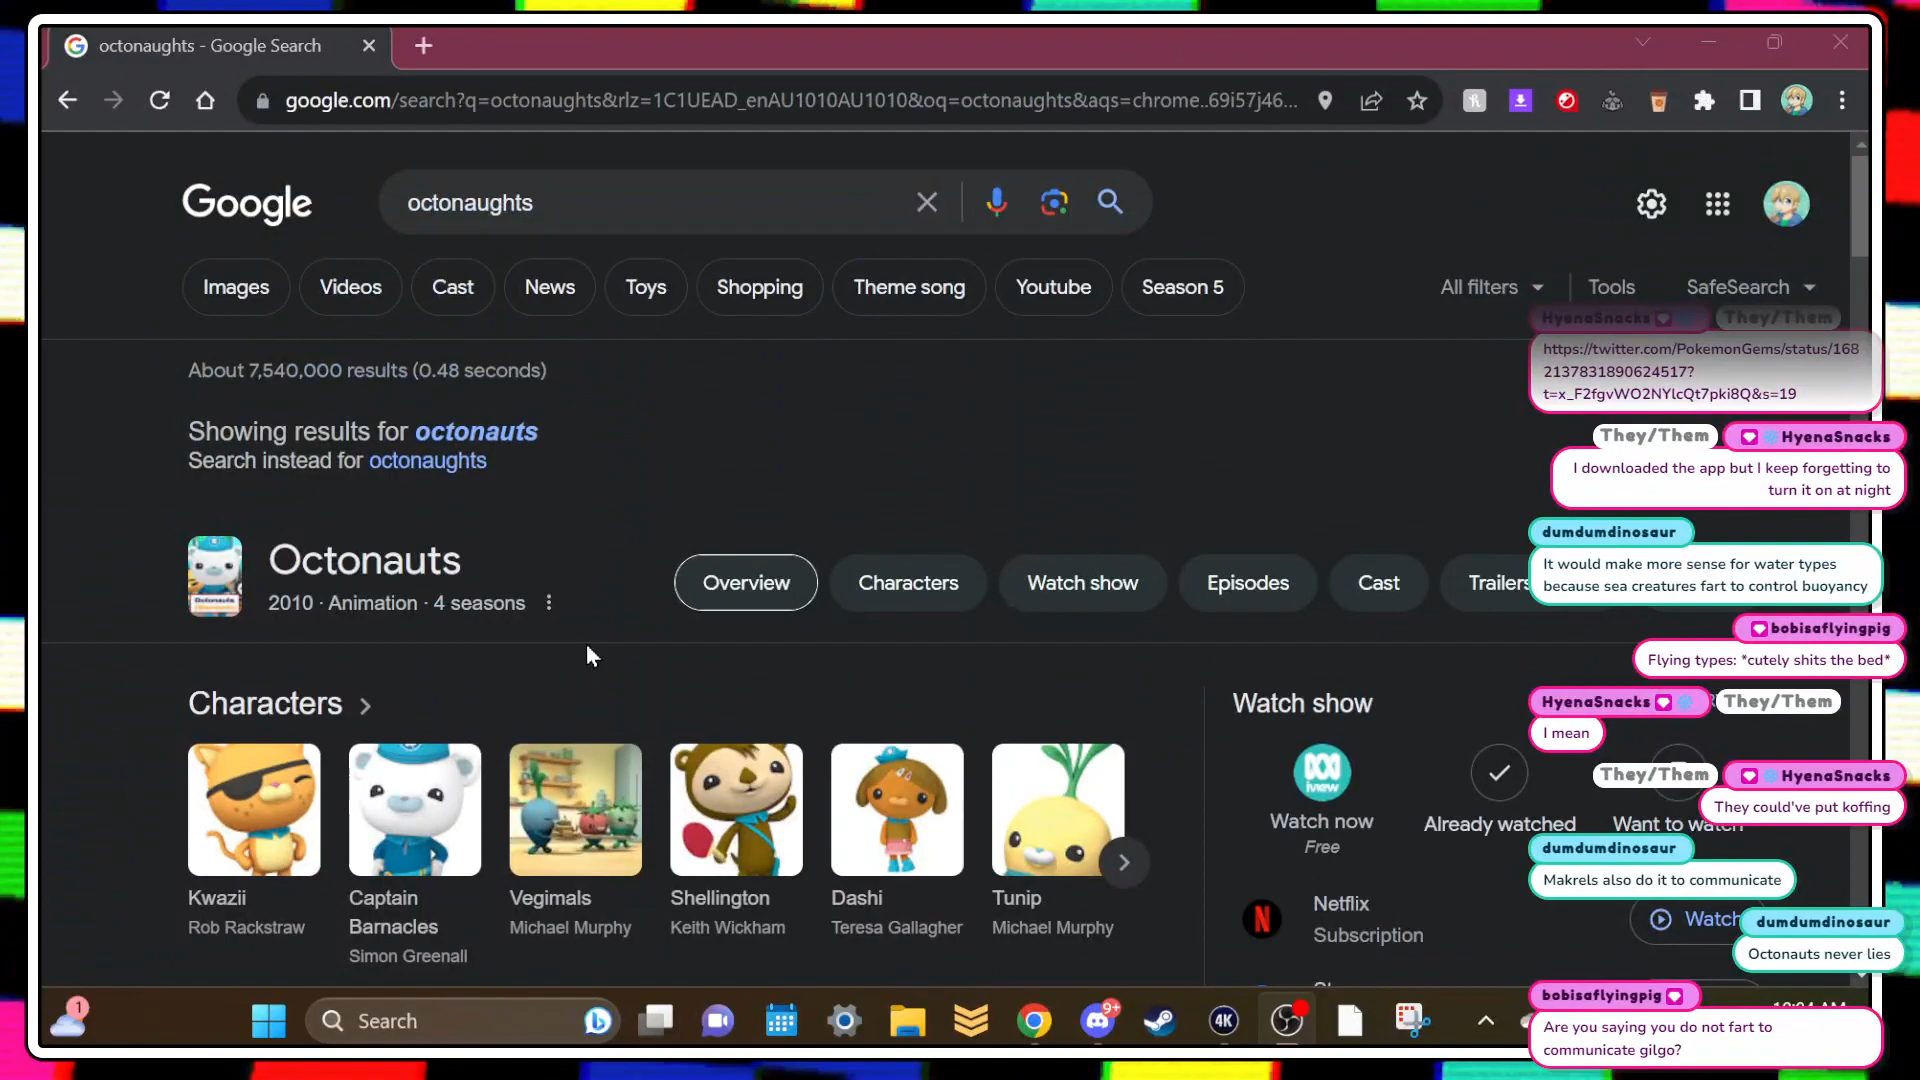 octonaughts - Google Search
google.com/search?q=octonaughts&rlz=1C1UEAD_enAU1010AU1010&oq=octonaughts&aqs=chrome..69i57j46...
Google
octonaughts
Images
Videos
Cast
News
Toys
Shopping
Theme song
Youtube
Season 5
All filters
Tools
SafeSearch
About 7,540,000 results (0.48 seconds)
Showing results for octonauts
Search instead for octonaughts
Octonauts
2010 · Animation · 4 seasons
Overview
Characters
Watch show
Episodes
Cast
Trailers
Characters
Kwazii
Rob Rackstraw
Captain
Barnacles
Simon Greenall
Vegimals
Michael Murphy
Shellington
Keith Wickham
Dashi
Teresa Gallagher
Tunip
Michael Murphy
Watch show
iview
Watch now
Free
Already watched
Want to watch
Netflix
Subscription
Watch
HyenaSnacks They/Them
https://twitter.com/PokemonGems/status/168
2137831890624517?
t=x_F2fgvWO2NYlcQt7pki8Q&s=19
They/Them HyenaSnacks
I downloaded the app but I keep forgetting to
turn it on at night
dumdumdinosaur
It would make more sense for water types
because sea creatures fart to control buoyancy
bobisaflyingpig
Flying types: *cutely shits the bed*
HyenaSnacks They/Them
I mean
They/Them HyenaSnacks
They could've put koffing
dumdumdinosaur
Makrels also do it to communicate
dumdumdinosaur
Octonauts never lies
bobisaflyingpig
Are you saying you do not fart to
communicate gilgo?
1
Search
9+
4K